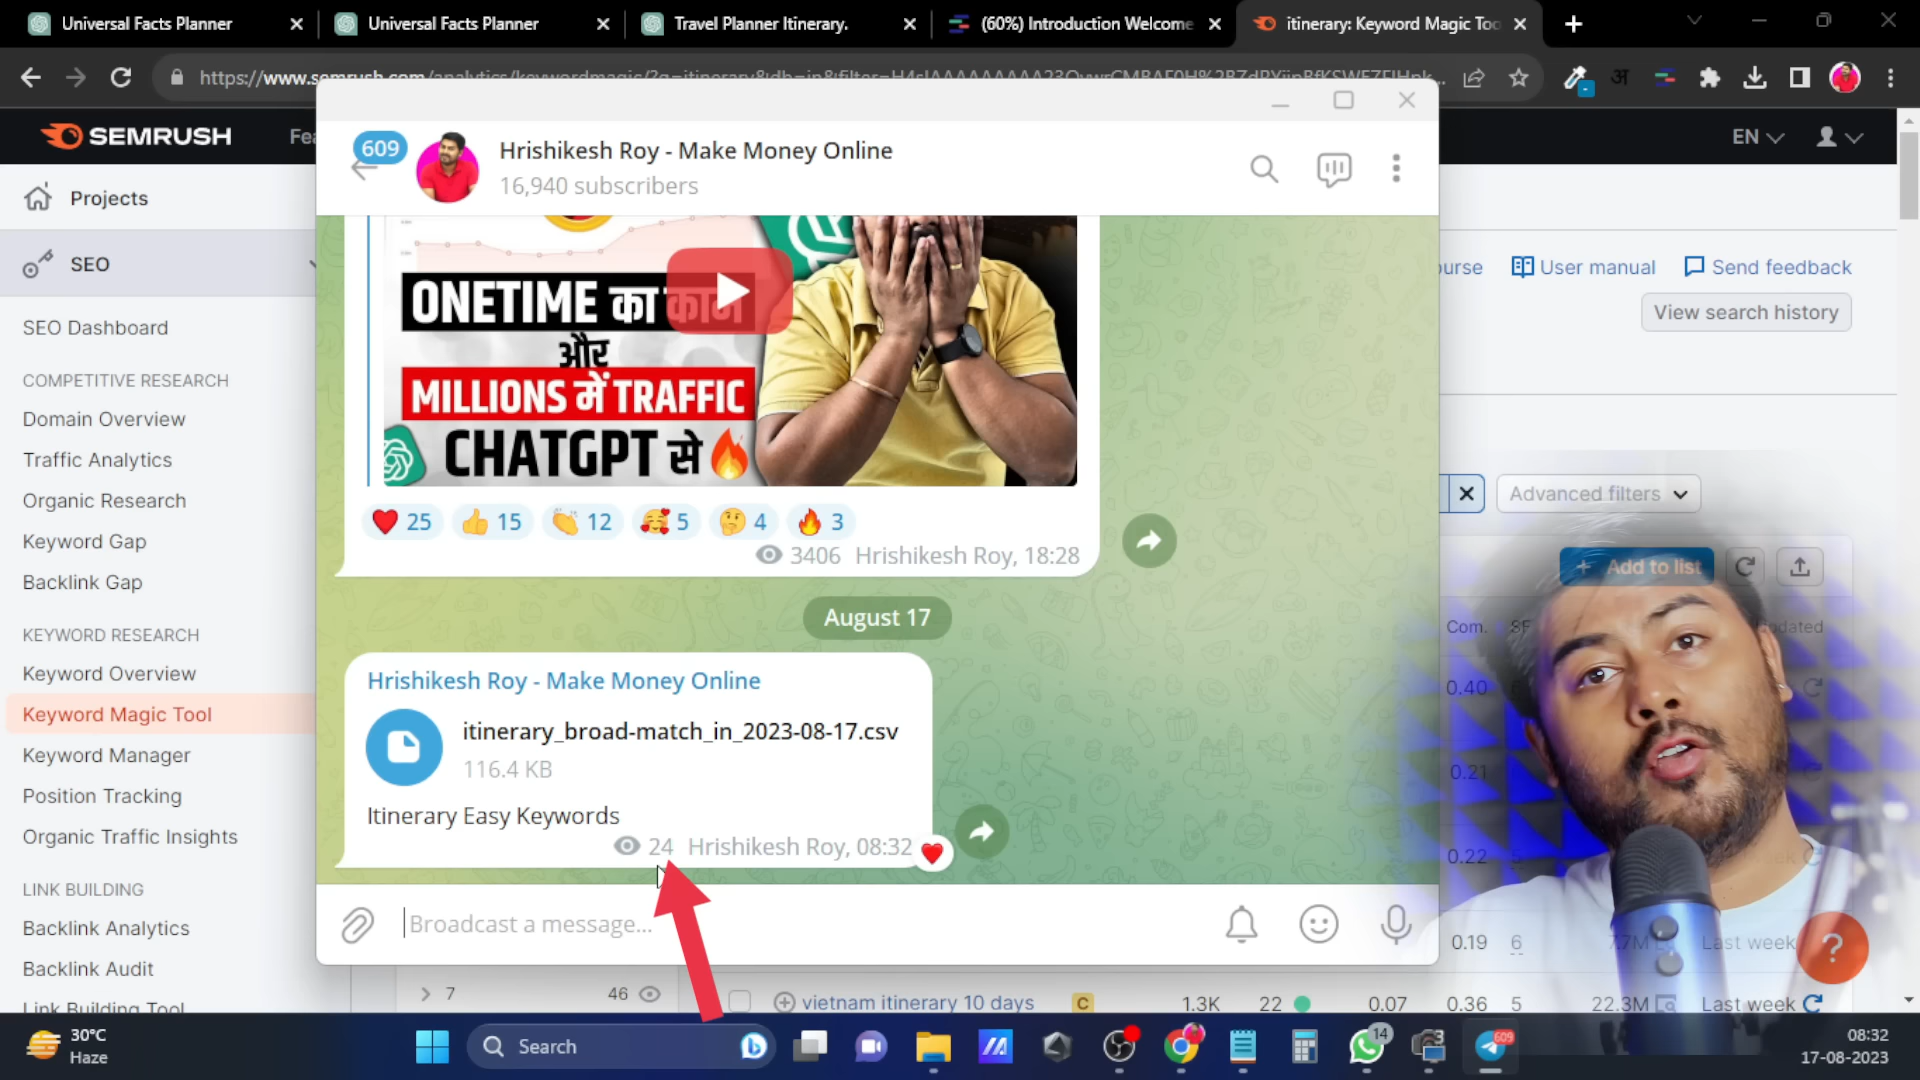 Universal Facts Planner
Universal Facts Planner
Travel Planner Itinerary.
(60%) Introduction Welcome
itinerary: Keyword Magic Too
SEMRUSH
Fea
EN
Projects
SEO
SEO Dashboard
COMPETITIVE RESEARCH
Domain Overview
Traffic Analytics
Organic Research
Keyword Gap
Backlink Gap
KEYWORD RESEARCH
Keyword Overview
Keyword Magic Tool
Keyword Manager
Position Tracking
Organic Traffic Insights
LINK BUILDING
Backlink Analytics
Backlink Audit
Link Building Tool
609
Hrishikesh Roy - Make Money Online
16,940 subscribers
ONETIME का काम
और
MILLIONS में TRAFFIC
CHATGPT से
25 15 12 5 4 3
3406 Hrishikesh Roy, 18:28
August 17
Hrishikesh Roy - Make Money Online
itinerary_broad-match_in_2023-08-17.csv
116.4 KB
Itinerary Easy Keywords
24 Hrishikesh Roy, 08:32
Broadcast a message...
User manual
Send feedback
View search history
Advanced filters
+ Add to list
Com.
0.40
0.21
0.22
0.19 6 7.7M Last week
?
7 46
vietnam itinerary 10 days C 1.3K 22 0.07 0.36 5 22.3M Last week
30°C
Haze
Search
14
609
08:32
17-08-2023